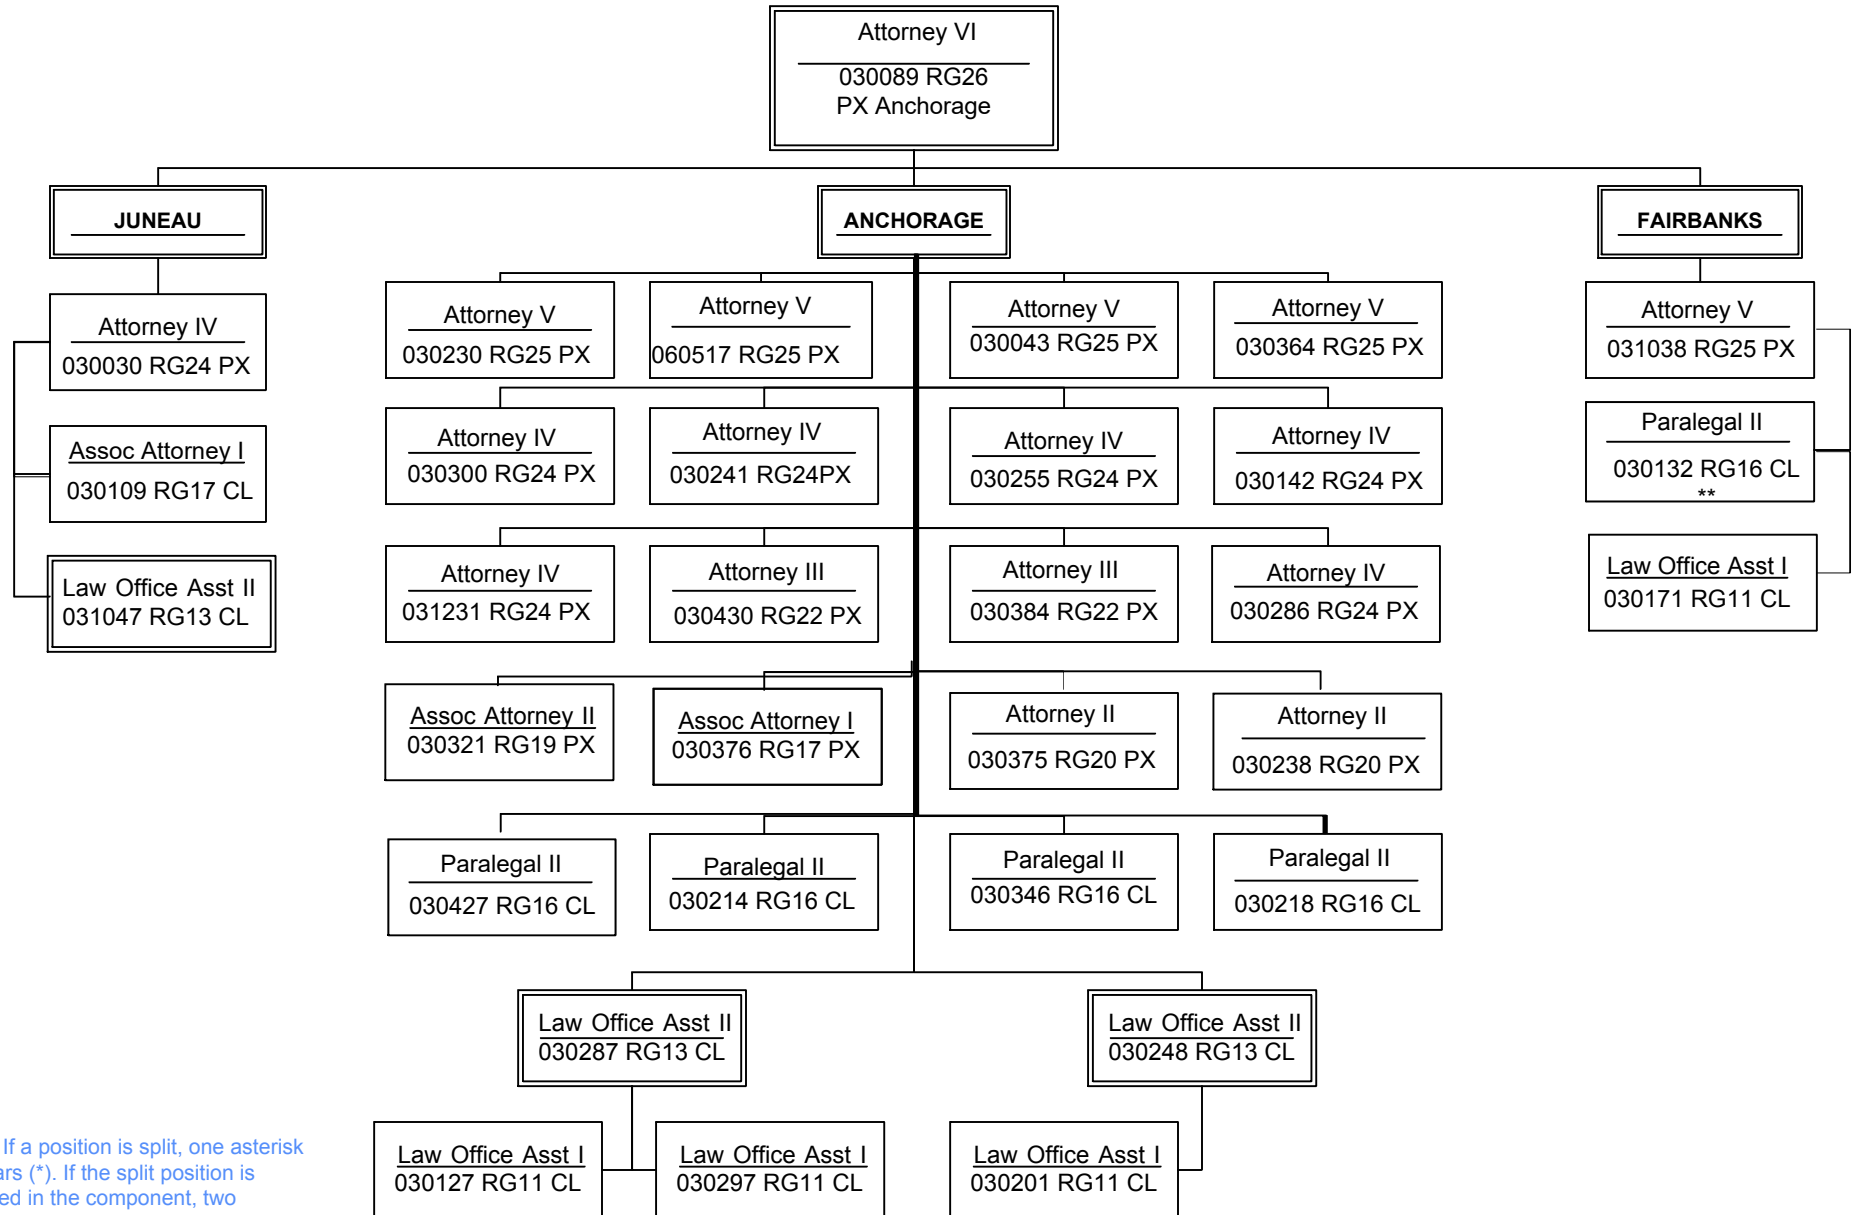 Attorney VI
030089 RG26
PX Anchorage
JUNEAU
ANCHORAGE
FAIRBANKS
Attorney IV
030030 RG24 PX
Assoc Attorney I
030109 RG17 CL
Law Office Asst II
031047 RG13 CL
Attorney V
030230 RG25 PX
Attorney V
060517 RG25 PX
Attorney V
030043 RG25 PX
Attorney V
030364 RG25 PX
Attorney IV
030300 RG24 PX
Attorney IV
030241 RG24PX
Attorney IV
030255 RG24 PX
Attorney IV
030142 RG24 PX
Attorney IV
031231 RG24 PX
Attorney III
030430 RG22 PX
Attorney III
030384 RG22 PX
Attorney IV
030286 RG24 PX
Assoc Attorney II
030321 RG19 PX
Assoc Attorney I
030376 RG17 PX
Attorney II
030375 RG20 PX
Attorney II
030238 RG20 PX
Paralegal II
030427 RG16 CL
Paralegal II
030214 RG16 CL
Paralegal II
030346 RG16 CL
Paralegal II
030218 RG16 CL
Law Office Asst II
030287 RG13 CL
Law Office Asst II
030248 RG13 CL
Law Office Asst I
030127 RG11 CL
Law Office Asst I
030297 RG11 CL
Law Office Asst I
030201 RG11 CL
Attorney V
031038 RG25 PX
Paralegal II
030132 RG16 CL
**
Law Office Asst I
030171 RG11 CL
If a position is split, one asterisk
ars (*). If the split position is
ed in the component, two